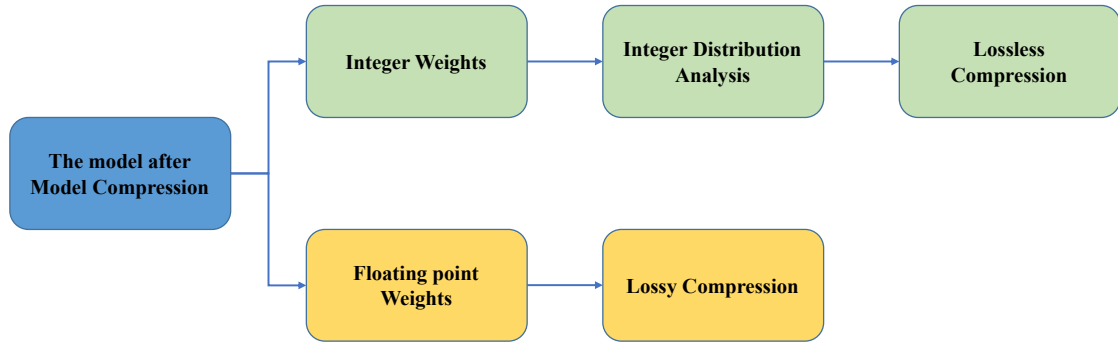 The model after
Model Compression
Integer Weights
Integer Distribution
Analysis
Lossless
Compression
Floating point
Weights
Lossy Compression